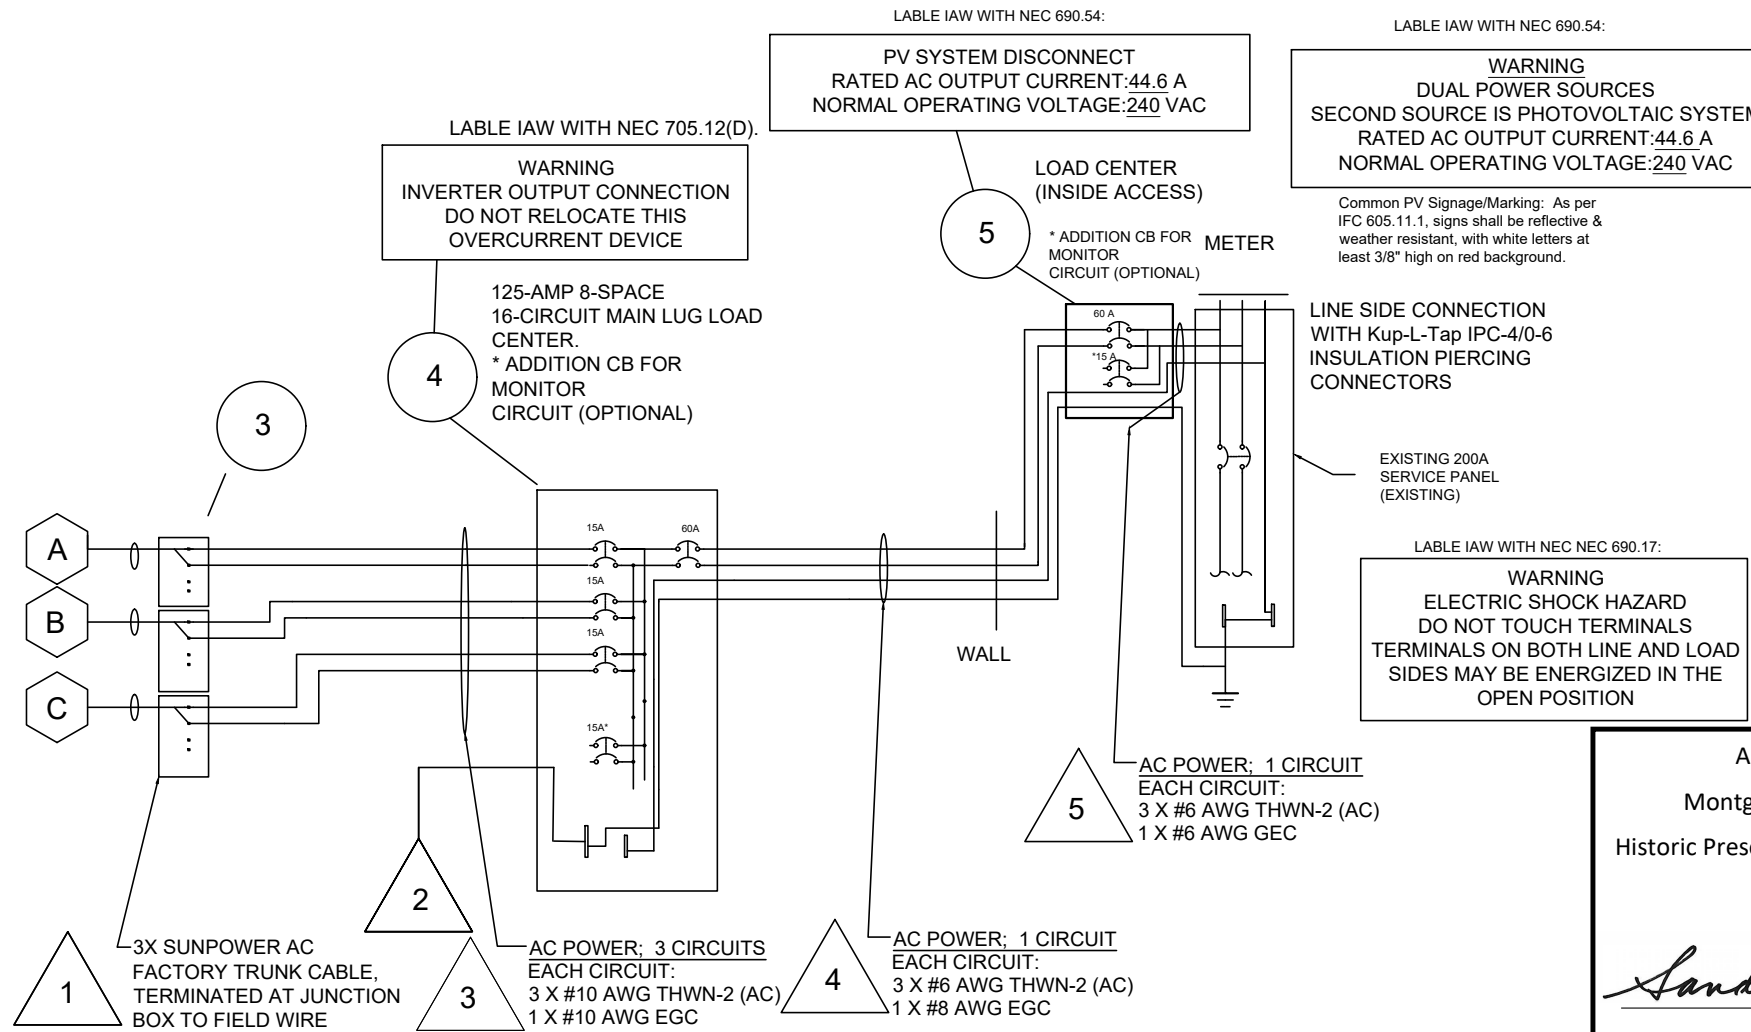 LABLE IAW WITH NEC 690.54:
PV SYSTEM DISCONNECT
RATED AC OUTPUT CURRENT:44.6 A
NORMAL OPERATING VOLTAGE:240 VAC
LABLE IAW WITH NEC 690.54:
WARNING
DUAL POWER SOURCES
SECOND SOURCE IS PHOTOVOLTAIC SYSTEM
RATED AC OUTPUT CURRENT:44.6 A
NORMAL OPERATING VOLTAGE:240 VAC
Common PV Signage/Marking: As per
IFC 605.11.1, signs shall be reflective &
weather resistant, with white letters at
least 3/8" high on red background.
LABLE IAW WITH NEC 705.12(D).
WARNING
INVERTER OUTPUT CONNECTION
DO NOT RELOCATE THIS
OVERCURRENT DEVICE
LOAD CENTER
(INSIDE ACCESS)
5
* ADDITION CB FOR
MONITOR
CIRCUIT (OPTIONAL)
METER
125-AMP 8-SPACE
16-CIRCUIT MAIN LUG LOAD
CENTER.
* ADDITION CB FOR
MONITOR
CIRCUIT (OPTIONAL)
4
3
60 A
*15 A
LINE SIDE CONNECTION
WITH Kup-L-Tap IPC-4/0-6
INSULATION PIERCING
CONNECTORS
EXISTING 200A
SERVICE PANEL
(EXISTING)
A
B
C
15A
60A
15A
15A
15A*
WALL
LABLE IAW WITH NEC NEC 690.17:
WARNING
ELECTRIC SHOCK HAZARD
DO NOT TOUCH TERMINALS
TERMINALS ON BOTH LINE AND LOAD
SIDES MAY BE ENERGIZED IN THE
OPEN POSITION
5
AC POWER; 1 CIRCUIT
EACH CIRCUIT:
3 X #6 AWG THWN-2 (AC)
1 X #6 AWG GEC
2
1
3X SUNPOWER AC
FACTORY TRUNK CABLE,
TERMINATED AT JUNCTION
BOX TO FIELD WIRE
3
AC POWER; 3 CIRCUITS
EACH CIRCUIT:
3 X #10 AWG THWN-2 (AC)
1 X #10 AWG EGC
4
AC POWER; 1 CIRCUIT
EACH CIRCUIT:
3 X #6 AWG THWN-2 (AC)
1 X #8 AWG EGC
A
Montg
Historic Prese